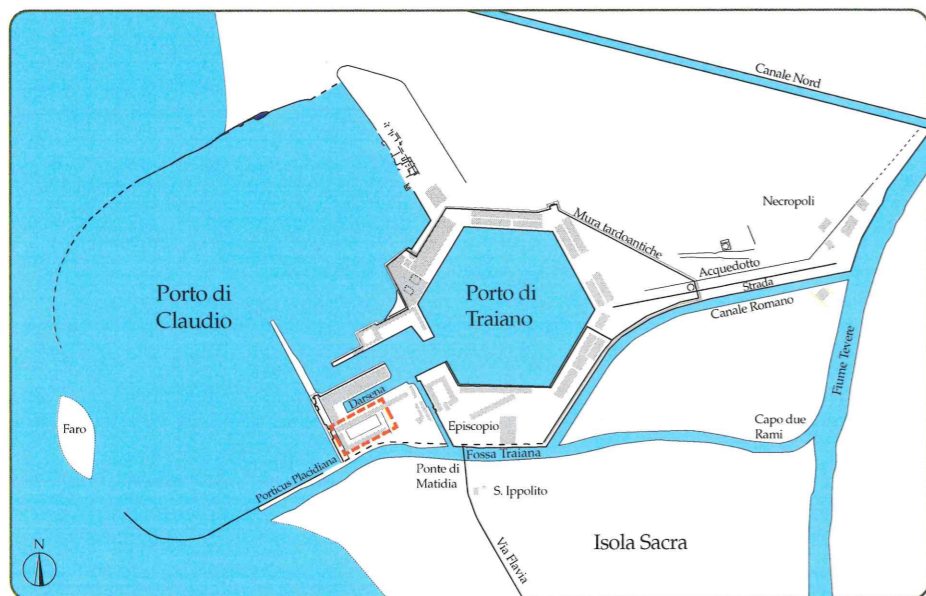 Canale Nord
Necropoli
Mura tardoantiche
Acquedotto
Strada
Canale Romano
Porto di
Claudio
Porto di
Traiano
Fiume Tevere
Darsena
Faro
Episcopio
Capo due
Rami
Fossa Traiana
Porticus Placidiana
Ponte di
Matidia
S. Ippolito
Via Flavia
Isola Sacra
N